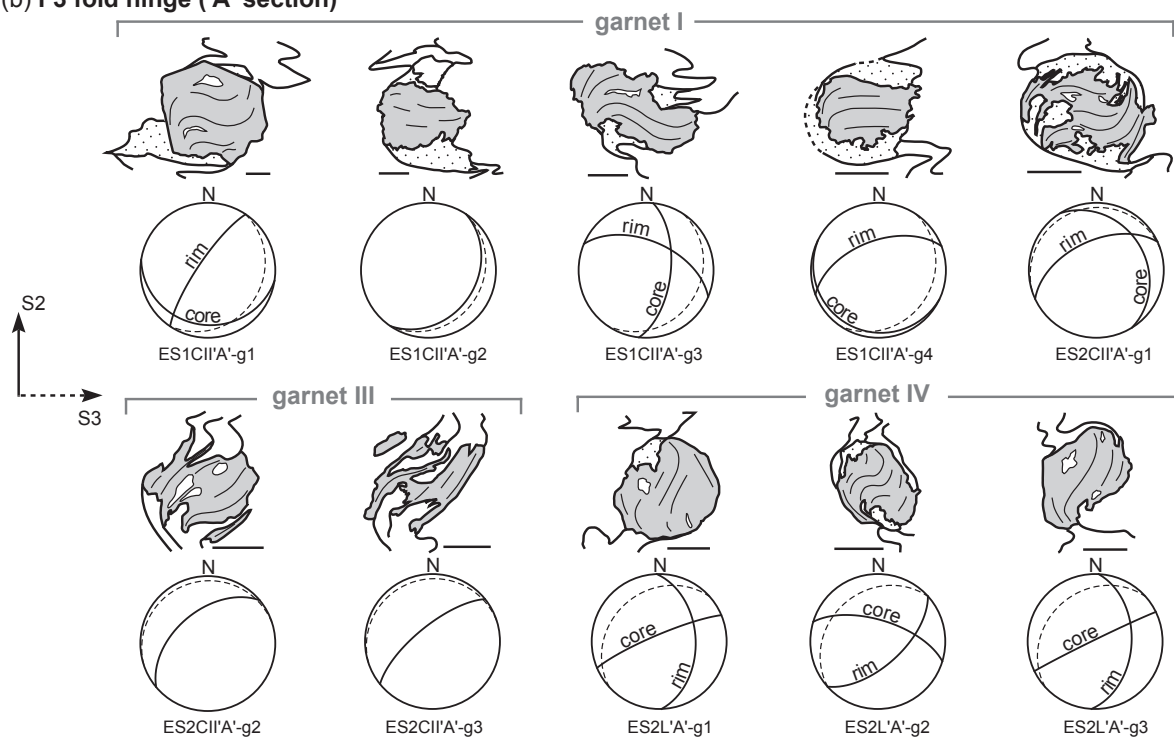 (b) F3 fold hinge ('A' section)
garnet I
N N N N N
rim core
rim core
rim core
rim core
ES1CII'A'-g1 ES1CII'A'-g2 ES1CII'A'-g3 ES1CII'A'-g4 ES2CII'A'-g1
S2
S3
garnet III garnet IV
N N N N N
core rim
core rim
core rim
ES2CII'A'-g2 ES2CII'A'-g3 ES2L'A'-g1 ES2L'A'-g2 ES2L'A'-g3